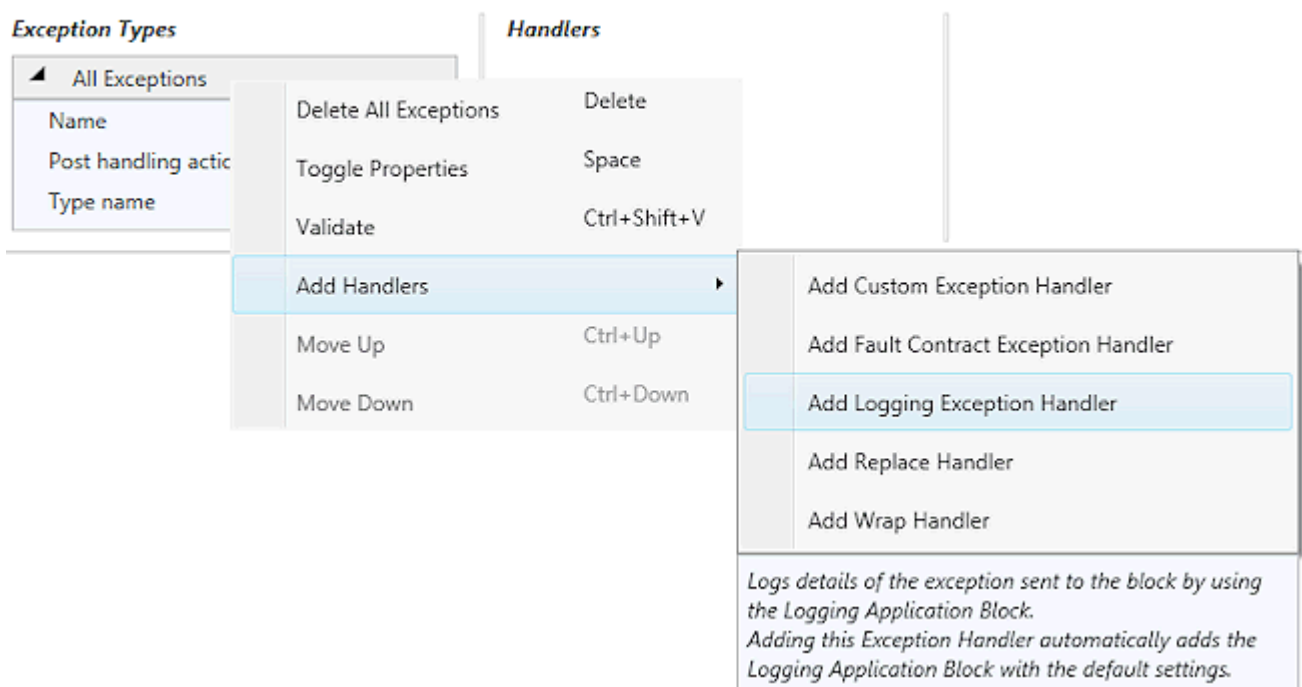 Exception Types
Handlers
All Exceptions
Name
Post handling actic
Type name
Delete All Exceptions Delete
Toggle Properties Space
Validate Ctrl+Shift+V
Add Handlers
Move Up Ctrl+Up
Move Down Ctrl+Down
Add Custom Exception Handler
Add Fault Contract Exception Handler
Add Logging Exception Handler
Add Replace Handler
Add Wrap Handler
Logs details of the exception sent to the block by using
the Logging Application Block.
Adding this Exception Handler automatically adds the
Logging Application Block with the default settings.